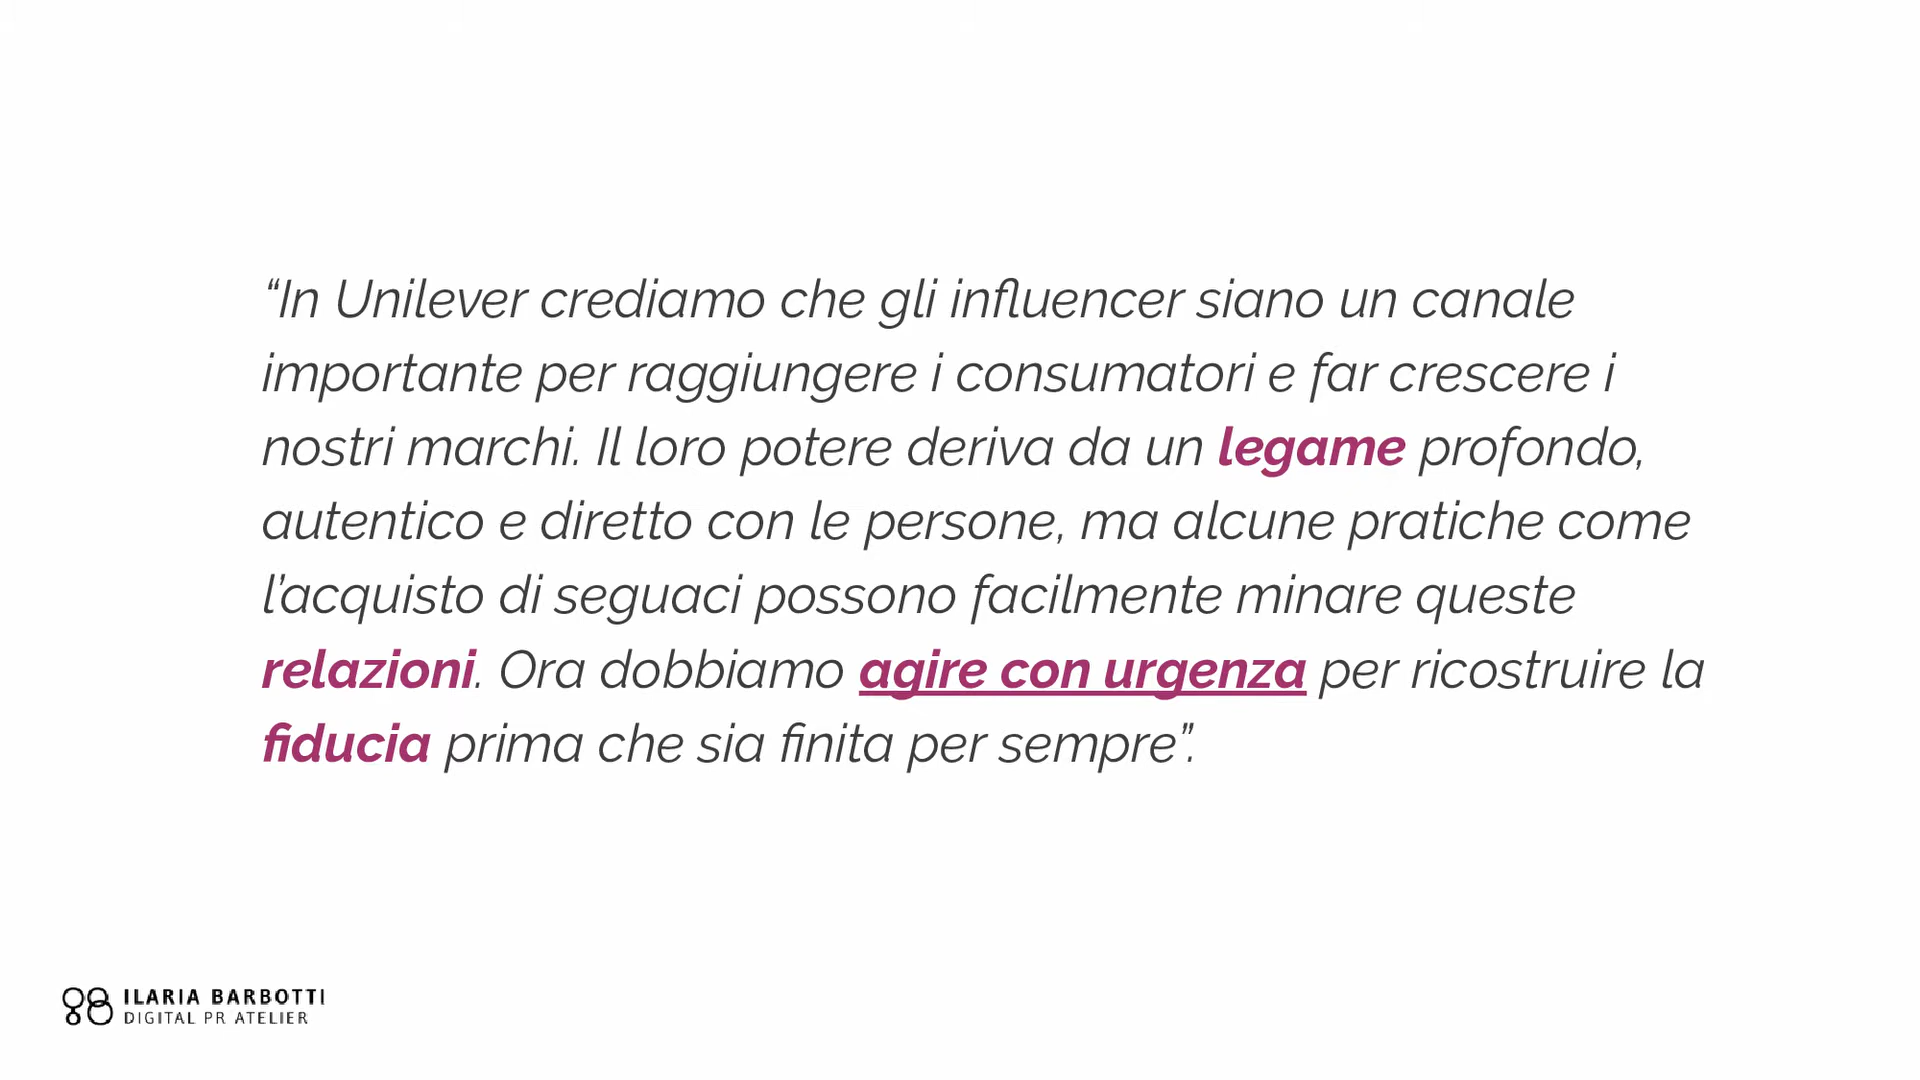 “In Unilever crediamo che gli influencer siano un canale
importante per raggiungere i consumatori e far crescere i
nostri marchi. Il loro potere deriva da un legame profondo,
autentico e diretto con le persone, ma alcune pratiche come
l’acquisto di seguaci possono facilmente minare queste
relazioni. Ora dobbiamo agire con urgenza per ricostruire la
fiducia prima che sia finita per sempre”.
ILARIA BARBOTTI
DIGITAL PR ATELIER